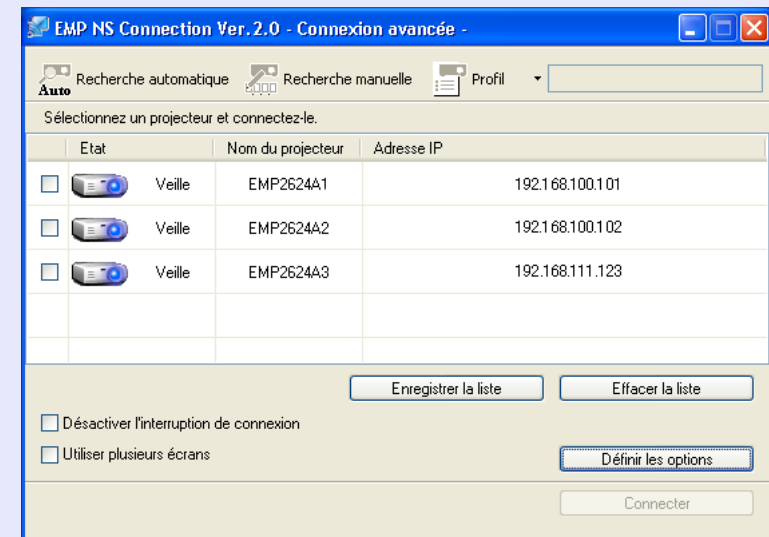 EMP NS Connection Ver.2.0 - Connexion avancée -
Auto Recherche automatique Recherche manuelle Profil
Sélectionnez un projecteur et connectez-le.
Etat Nom du projecteur Adresse IP
Veille EMP2624A1 192.168.100.101
Veille EMP2624A2 192.168.100.102
Veille EMP2624A3 192.168.111.123
Enregistrer la liste Effacer la liste
Désactiver l'interruption de connexion
Utiliser plusieurs écrans
Définir les options
Connecter